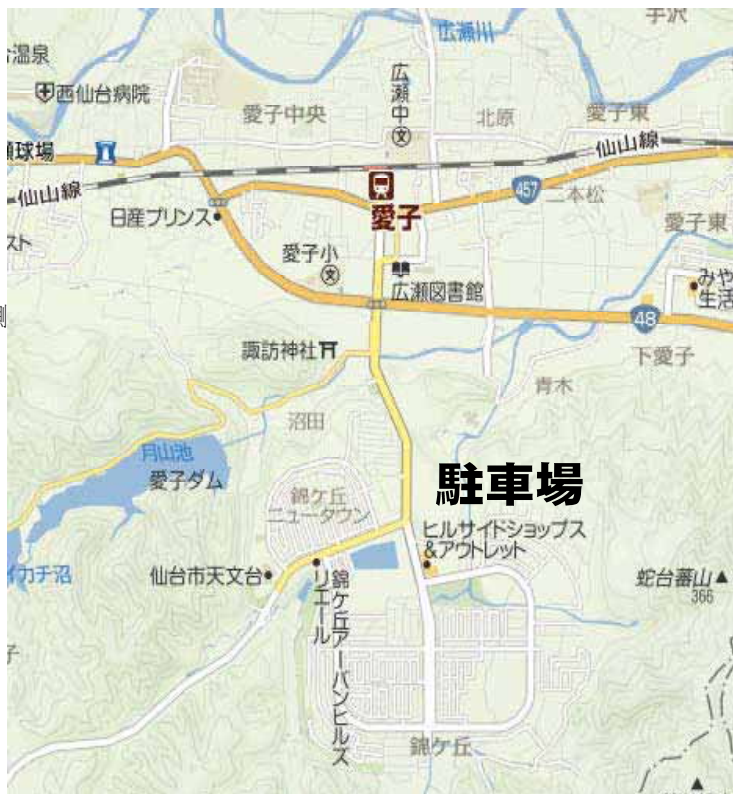 広瀬川
温泉
西仙台病院
広瀬中
愛子中央
北原
愛子東
球場
仙山線
仙山線
457
二本松
日産プリンス
愛子
愛子東
愛子小
スト
広瀬図書館
みや
生活
48
諏訪神社
下愛子
青木
沼田
月山池
愛子ダム
駐車場
錦ケ丘
ニュータウン
ヒルサイドショップス
&アウトレット
イカチ沼
仙台市天文台
蛇台蕃山
366
錦ケ丘アーバンヒルズ
リエール
子
錦ケ丘